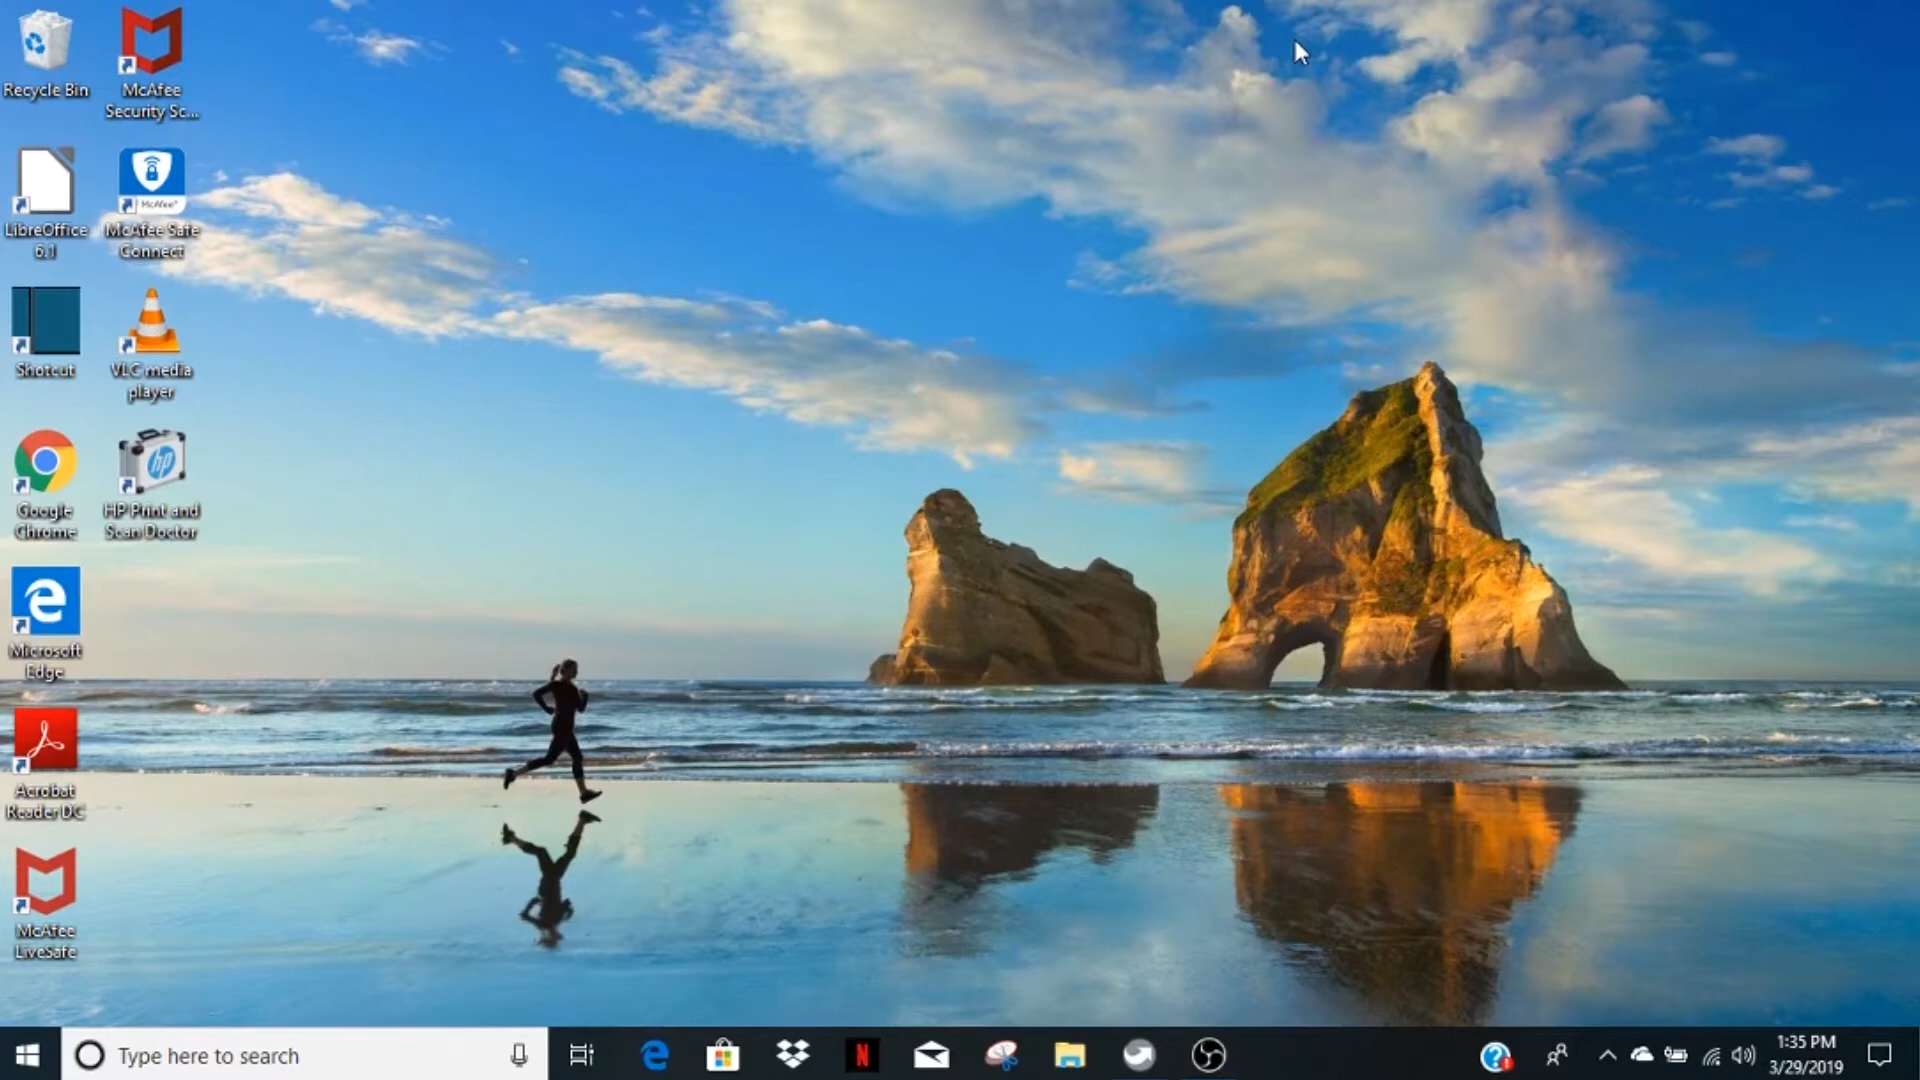 Recycle Bin
McAfee
Security Sc...
LibreOffice
6.1
McAfee
McAfee Safe
Connect
Shotcut
VLC media
player
Google
Chrome
hp
HP Print and
Scan Doctor
Microsoft
Edge
Acrobat
Reader DC
McAfee
LiveSafe
Type here to search
N
1:35 PM
3/29/2019